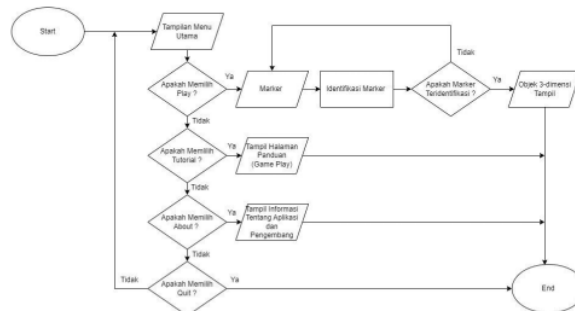 Start
Tampilan Menu
Utama
Apakah Memilih
Play ?
Ya
Marker
Identifikasi Marker
Tidak
Apakah Marker
Teridentifikasi ?
Ya
Objek 3-dimensi
Tampil
Tidak
Apakah Memilih
Tutorial ?
Ya
Tampil Halaman
Panduan
(Game Play)
Tidak
Apakah Memilih
About ?
Ya
Tampil Informasi
Tentang Aplikasi
dan
Pengembang
Tidak
Tidak
Apakah Memilih
Quit ?
Ya
End